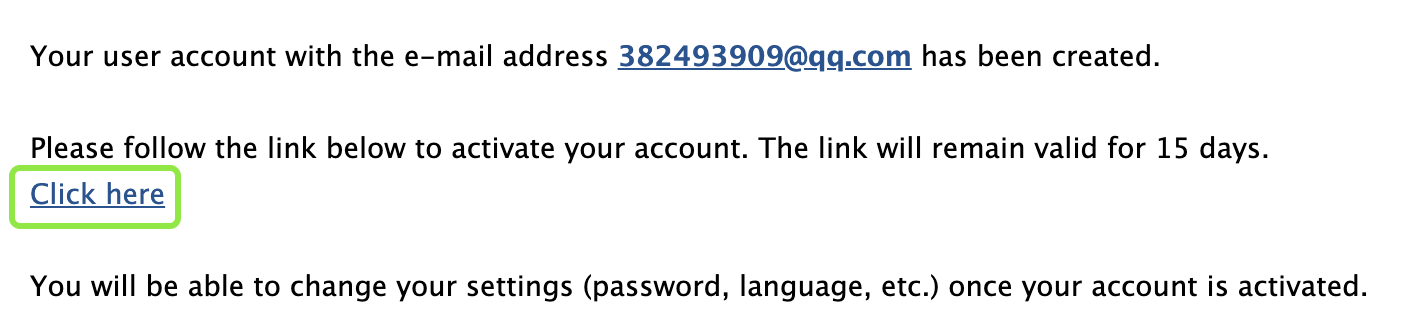 Your user account with the e-mail address 382493909@qq.com has been created.
Please follow the link below to activate your account. The link will remain valid for 15 days.
Click here
You will be able to change your settings (password, language, etc.) once your account is activated.